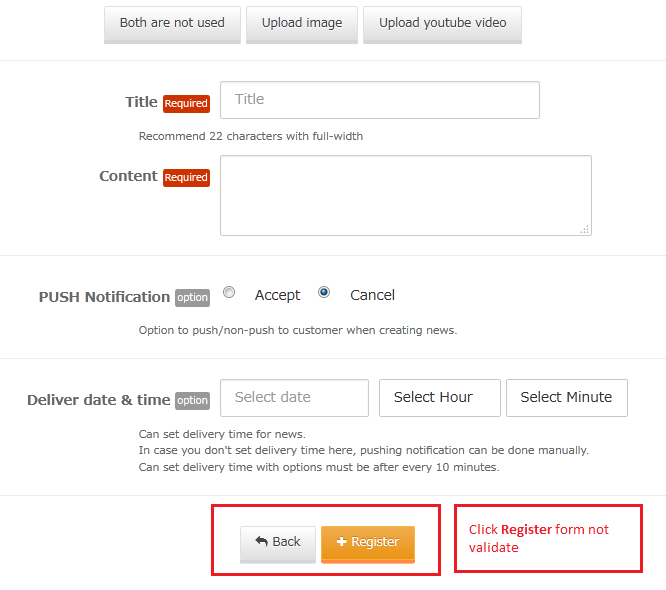 Both are not used Upload image Upload youtube video
Title Required Title
Recommend 22 characters with full-width
Content Required
PUSH Notification option Accept Cancel
Option to push/non-push to customer when creating news.
Deliver date & time option Select date Select Hour Select Minute
Can set delivery time for news.
In case you don't set delivery time here, pushing notification can be done manually.
Can set delivery time with options must be after every 10 minutes.
Back Register
Click Register form not
validate